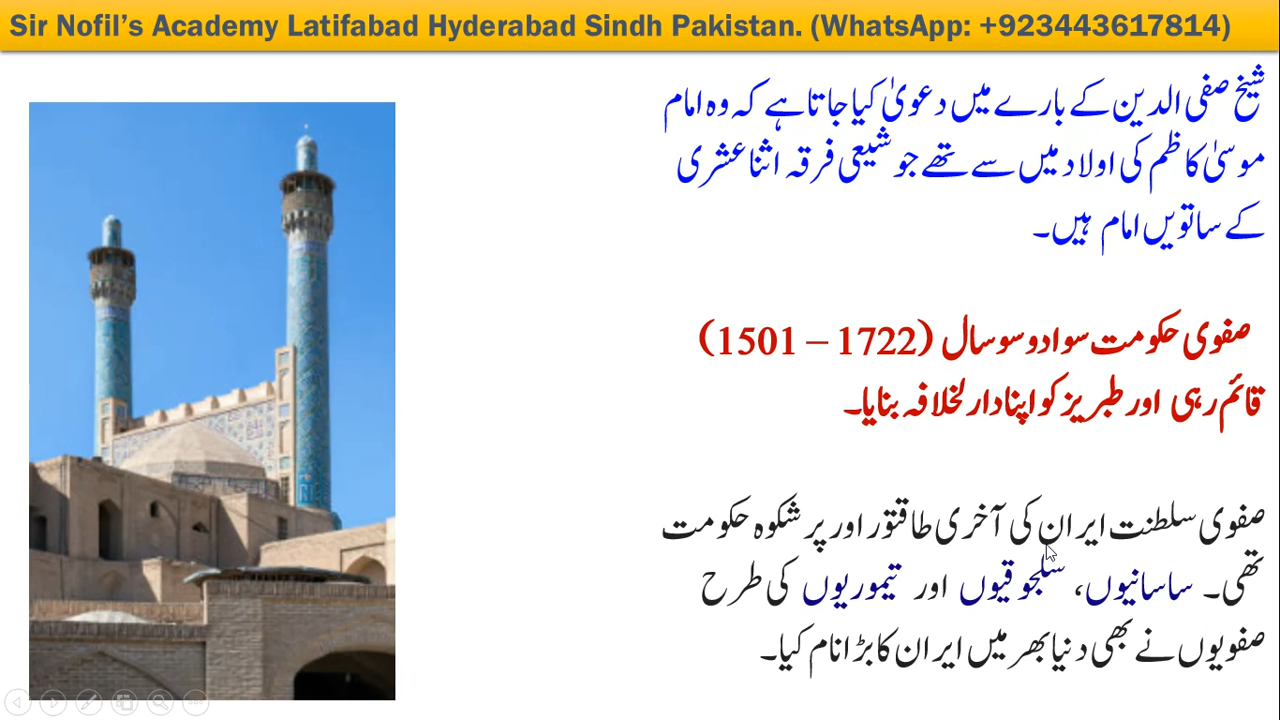 Sir Nofil's Academy Latifabad Hyderabad Sindh Pakistan. (WhatsApp: +923443617814)
شیخ صفی الدین کے بارے میں دعویٰ کیا جاتا ہے کہ وہ امام
موسیٰ کاظم کی اولاد میں سے تھے جو شیعی فرقہ اثنا عشری
کے ساتویں امام ہیں۔
صفوی حکومت سوا دو سو سال (1722 – 1501)
قائم رہی اور طبریز کو اپنا دار لخلافہ بنایا۔
صفوی سلطنت ایران کی آخری طاقتور اور پر شکوہ حکومت
تھی۔ ساسانیوں، سلجوقیوں اور تیموریوں کی طرح
صفویوں نے بھی دنیا بھر میں ایران کا بڑا نام کیا۔